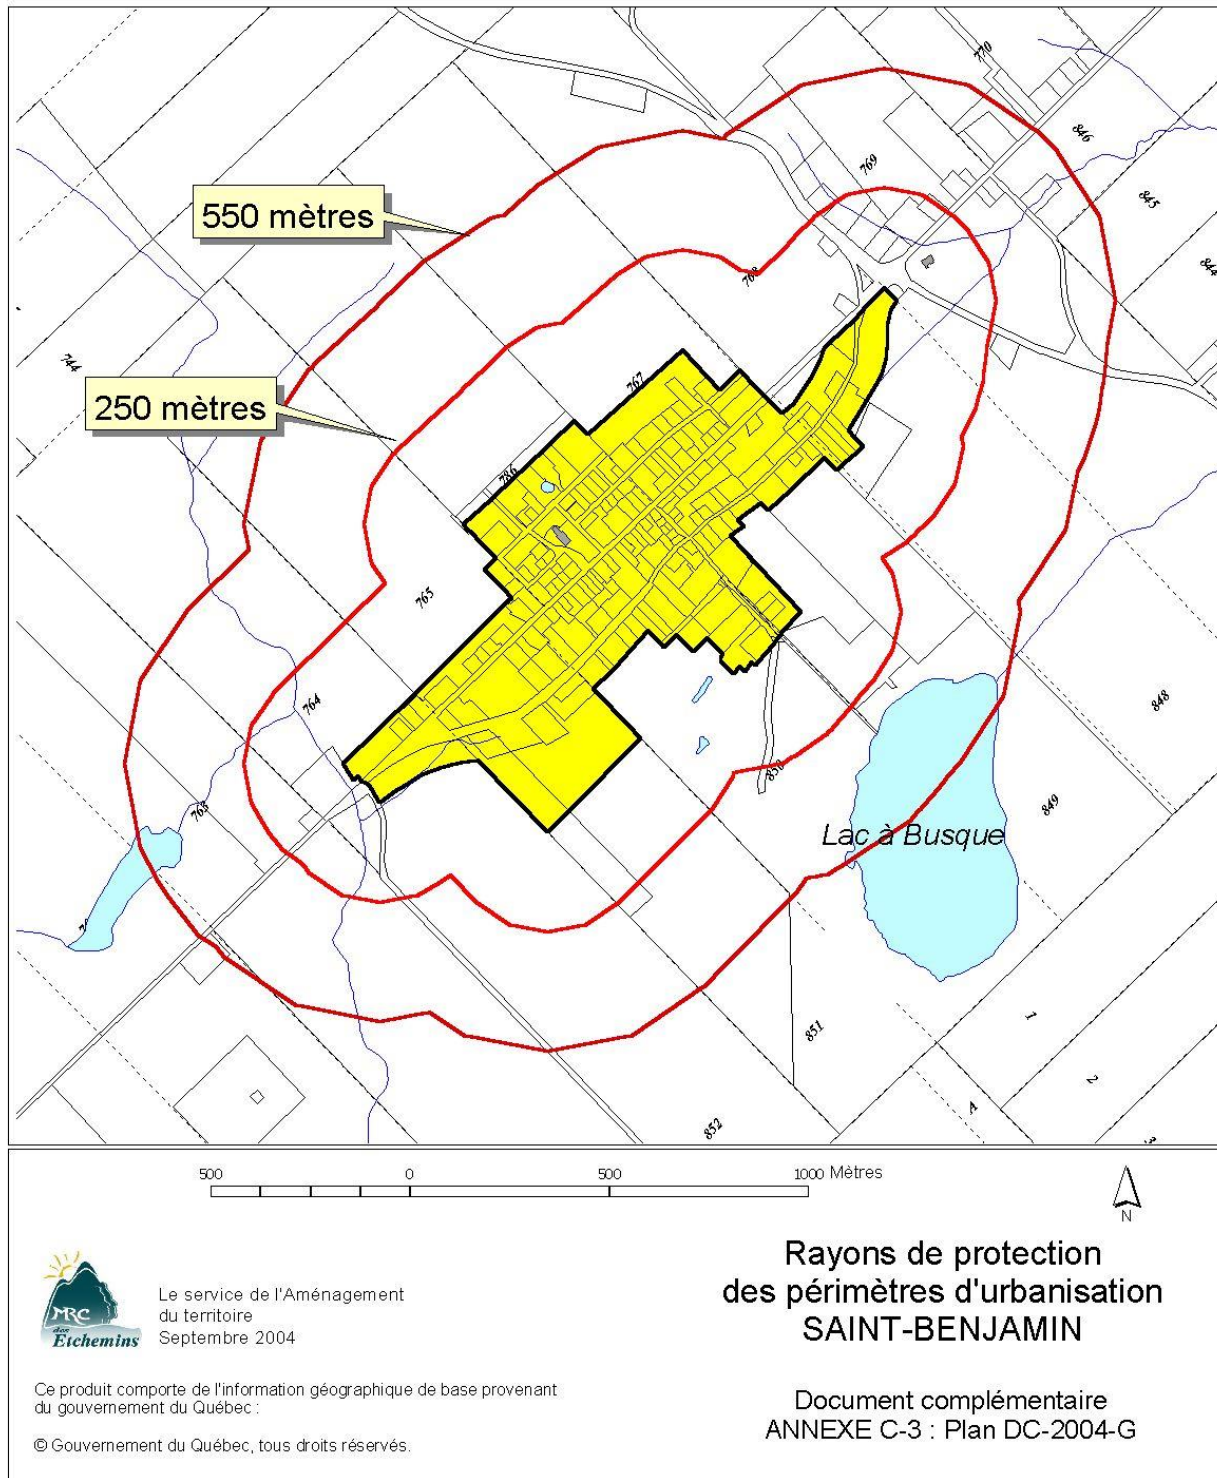 770
846
769
845
550 mètres
844
768
744
767
250 mètres
786
765
764
848
850
763
849
Lac à Busque
76
851
1
2
A
852
3
500 0 500 1000 Mètres
N
Rayons de protection
des périmètres d'urbanisation
SAINT-BENJAMIN
MRC
des
Etchemins
Le service de l'Aménagement
du territoire
Septembre 2004
Ce produit comporte de l'information géographique de base provenant
du gouvernement du Québec :
© Gouvernement du Québec, tous droits réservés.
Document complémentaire
ANNEXE C-3 : Plan DC-2004-G